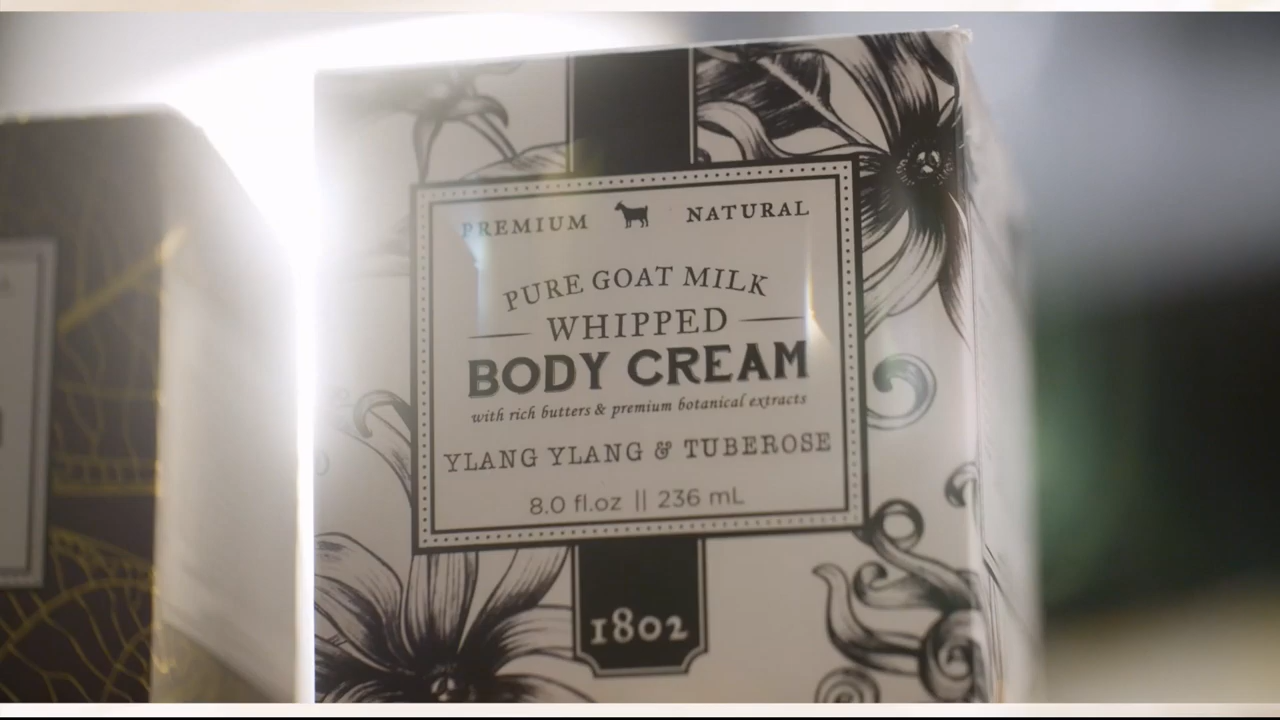 PREMIUM NATURAL
PURE GOAT MILK
WHIPPED
BODY CREAM
with rich butters & premium botanical extracts
YLANG YLANG & TUBEROSE
8.0 fl.oz || 236 mL
1802